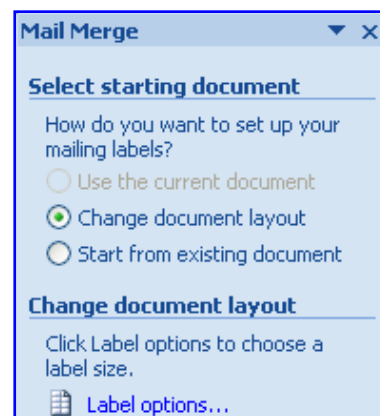 Mail Merge
Select starting document
How do you want to set up your
mailing labels?
Use the current document
Change document layout
Start from existing document
Change document layout
Click Label options to choose a
label size.
Label options...